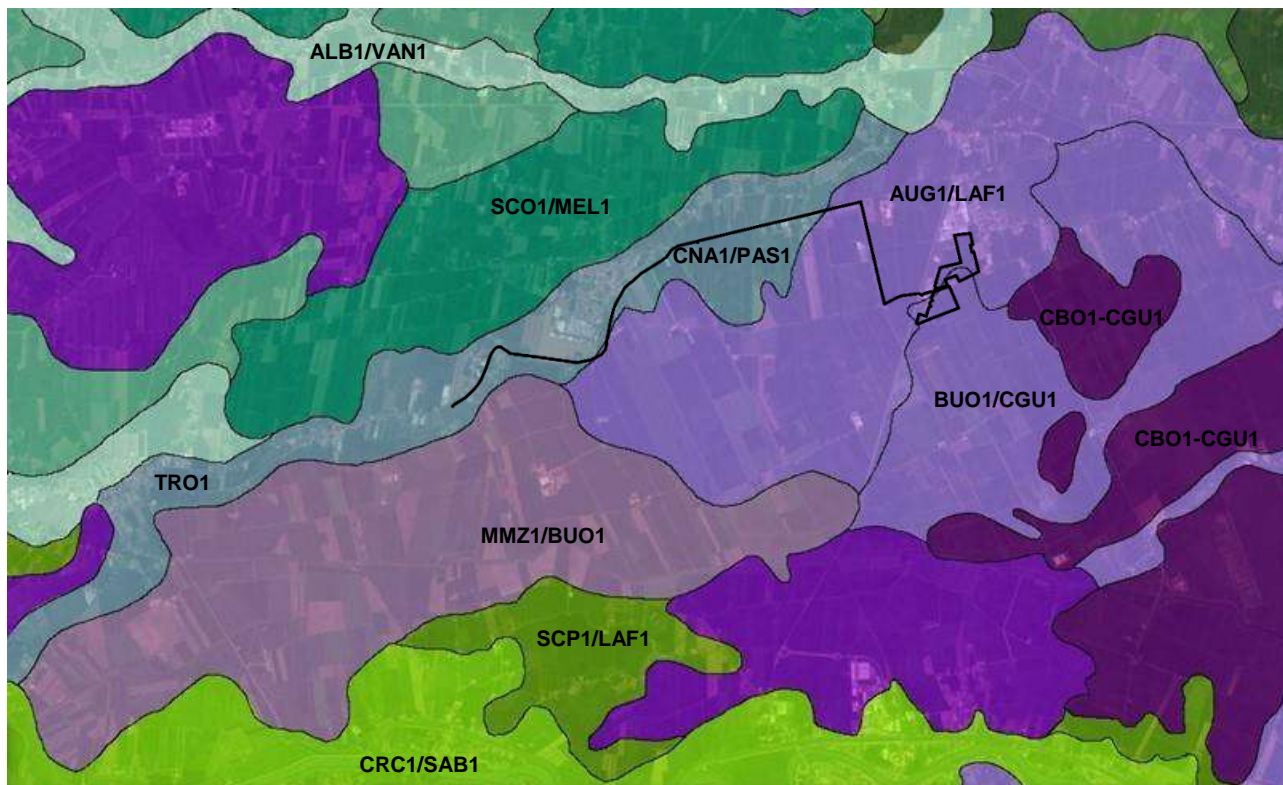 ALB1/VAN1
AUG1/LAF1
SCO1/MEL1
CNA1/PAS1
CBO1-CGU1
BUO1/CGU1
CBO1-CGU1
TRO1
MMZ1/BUO1
SCP1/LAF1
CRC1/SAB1